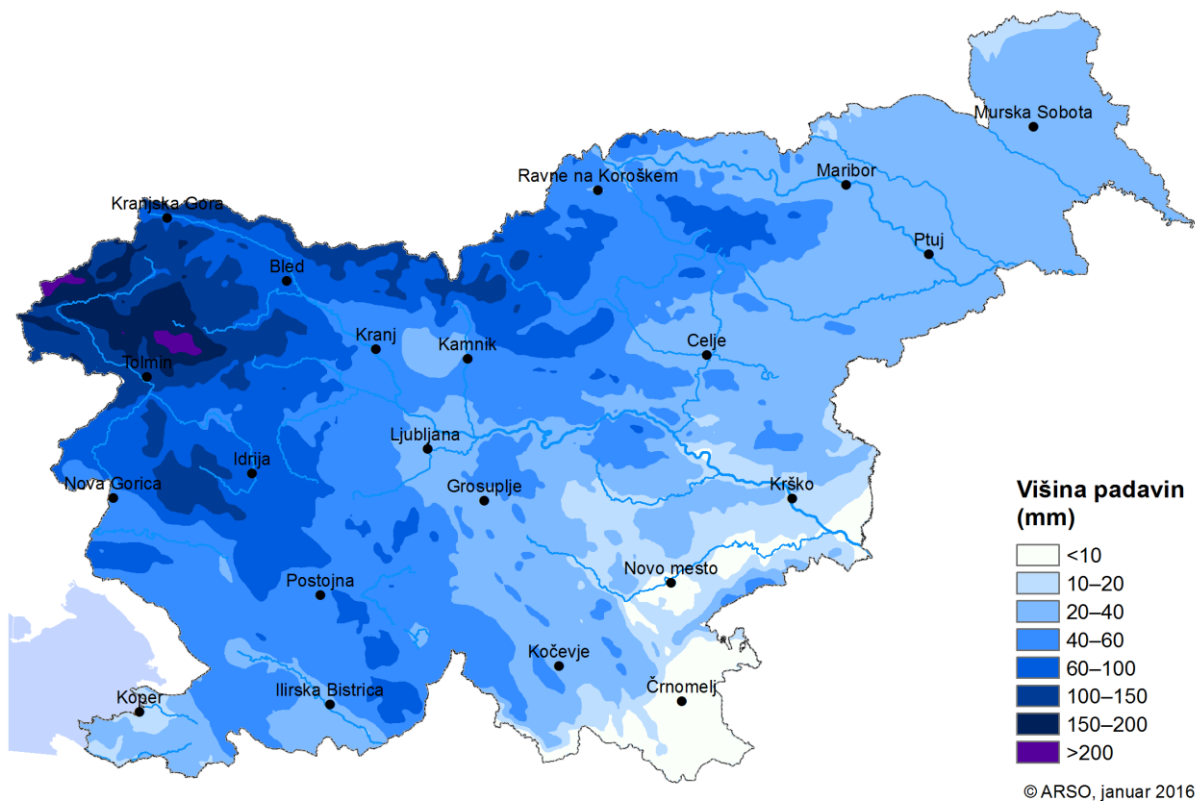 Murska Sobota
Ravne na Koroškem
Maribor
Kranjska Gora
Ptuj
Bled
Kranj
Kamnik
Celje
Tolmin
Ljubljana
Idrija
Nova Gorica
Grosuplje
Krško
Novo mesto
Postojna
Kočevje
Črnomelj
Koper
Ilirska Bistrica
Višina padavin
(mm)
<10
10–20
20–40
40–60
60–100
100–150
150–200
>200
© ARSO, januar 2016